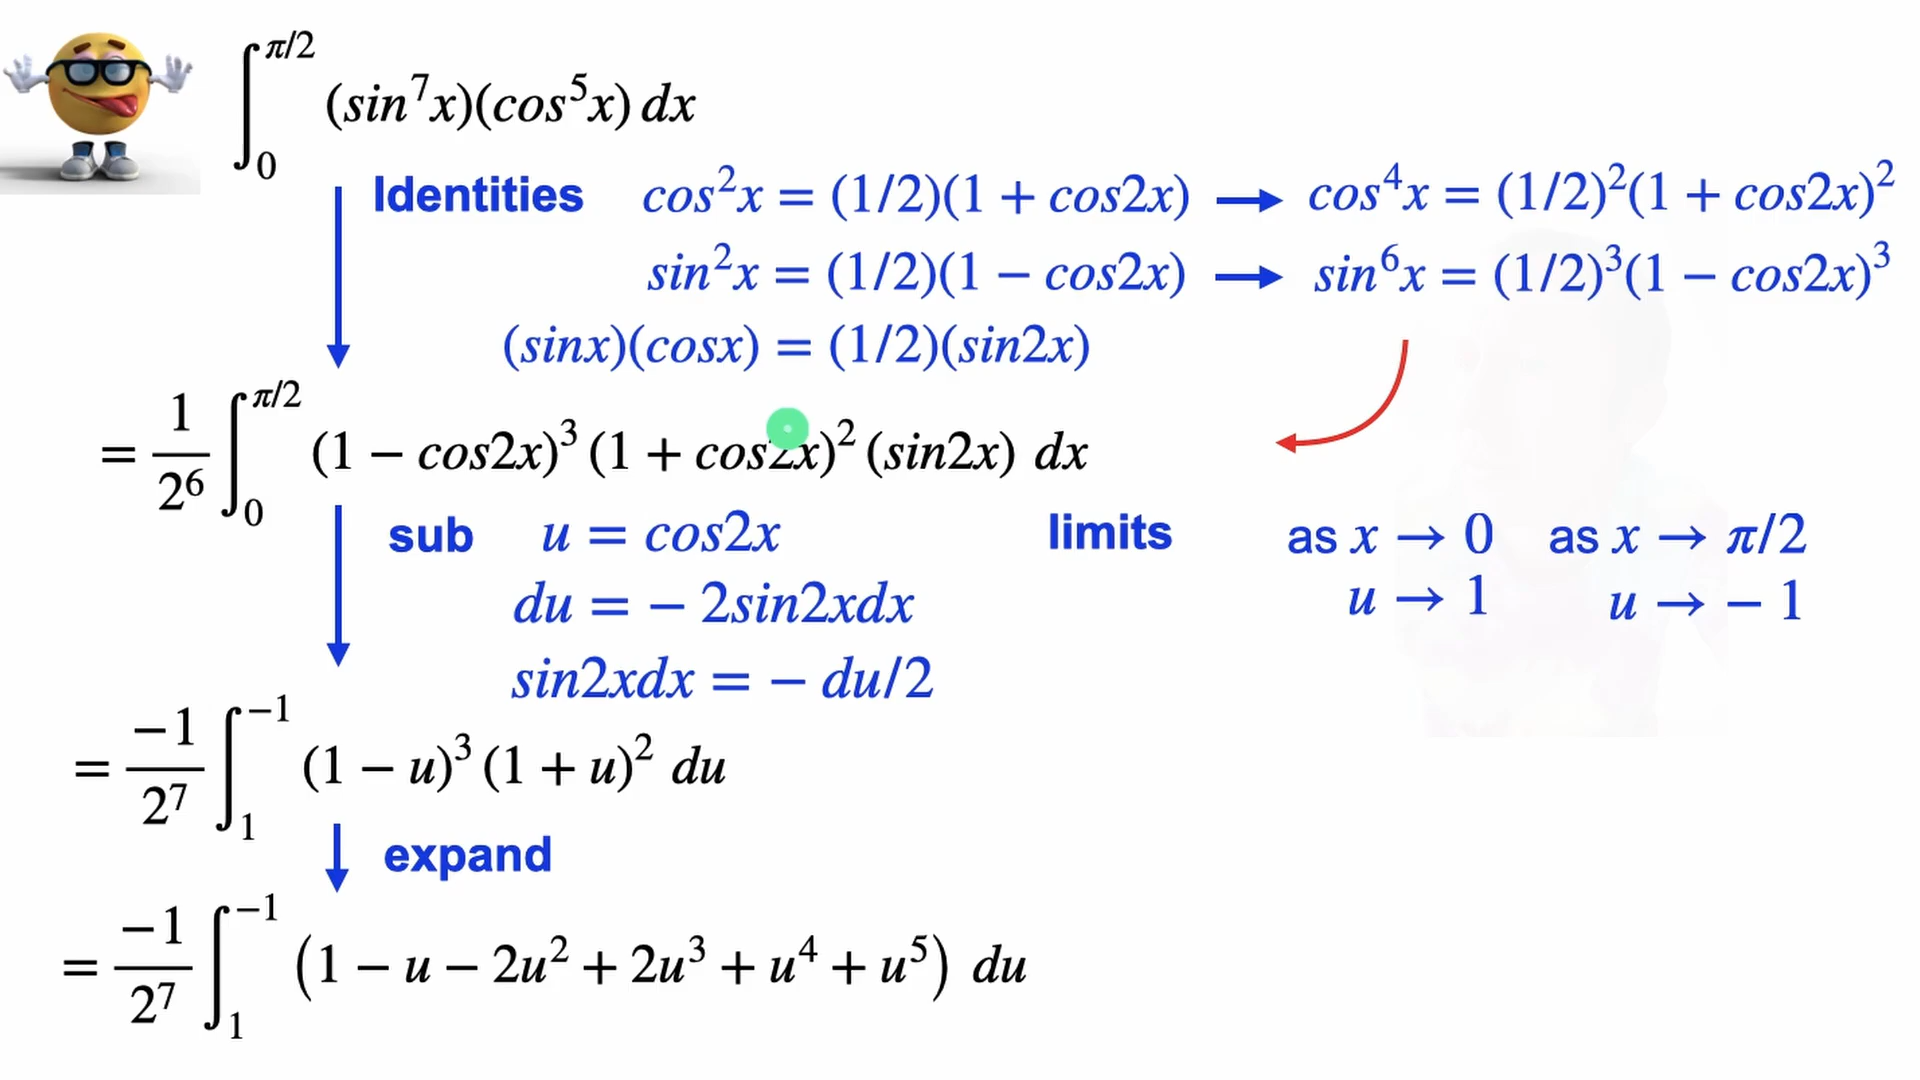 ∫₀^{π/2} (sin⁷x)(cos⁵x) dx
Identities cos²x = (1/2)(1 + cos2x) → cos⁴x = (1/2)²(1 + cos2x)²
sin²x = (1/2)(1 − cos2x) → sin⁶x = (1/2)³(1 − cos2x)³
(sinx)(cosx) = (1/2)(sin2x)
= 1/2⁶ ∫₀^{π/2} (1 − cos2x)³ (1 + cos2x)² (sin2x) dx
sub u = cos2x limits as x → 0 as x → π/2
du = − 2sin2xdx u → 1 u → − 1
sin2xdx = − du/2
= −1/2⁷ ∫₁^{−1} (1 − u)³ (1 + u)² du
expand
= −1/2⁷ ∫₁^{−1} (1 − u − 2u² + 2u³ + u⁴ + u⁵) du